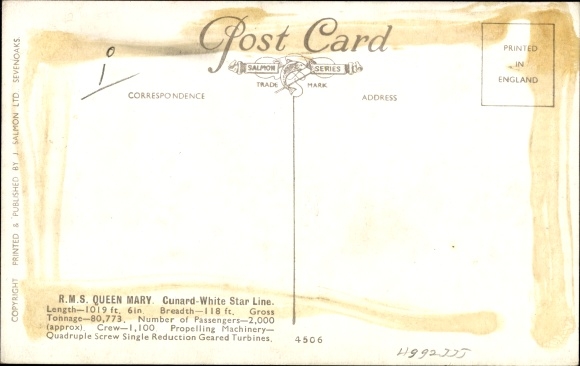 Post Card
SALMON SERIES
TRADE MARK
PRINTED
IN
ENGLAND
CORRESPONDENCE
ADDRESS
COPYRIGHT PRINTED & PUBLISHED BY J. SALMON LTD. SEVENOAKS.
R.M.S. QUEEN MARY. Cunard-White Star Line.
Length—1019 ft. 6in. Breadth—118 ft. Gross
Tonnage—80,773. Number of Passengers—2,000
(approx). Crew—1,100 Propelling Machinery—
Quadruple Screw Single Reduction Geared Turbines.
4506